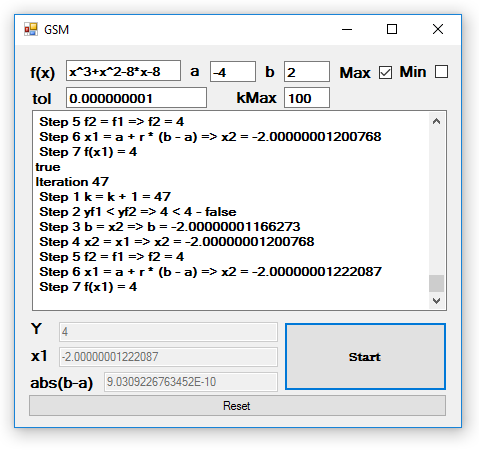 GSM
f(x) x^3+x^2-8*x-8 a -4 b 2 Max Min
tol 0.000000001 kMax 100
Step 5 f2 = f1 => f2 = 4
Step 6 x1 = a + r * (b - a) => x2 = -2.00000001200768
Step 7 f(x1) = 4
true
Iteration 47
Step 1 k = k + 1 = 47
Step 2 yf1 < yf2 => 4 < 4 - false
Step 3 b = x2 => b = -2.00000001166273
Step 4 x2 = x1 => x2 = -2.00000001200768
Step 5 f2 = f1 => f2 = 4
Step 6 x1 = a + r * (b - a) => x2 = -2.00000001222087
Step 7 f(x1) = 4
Y 4
x1 -2.00000001222087
abs(b-a) 9.0309226763452E-10
Start
Reset